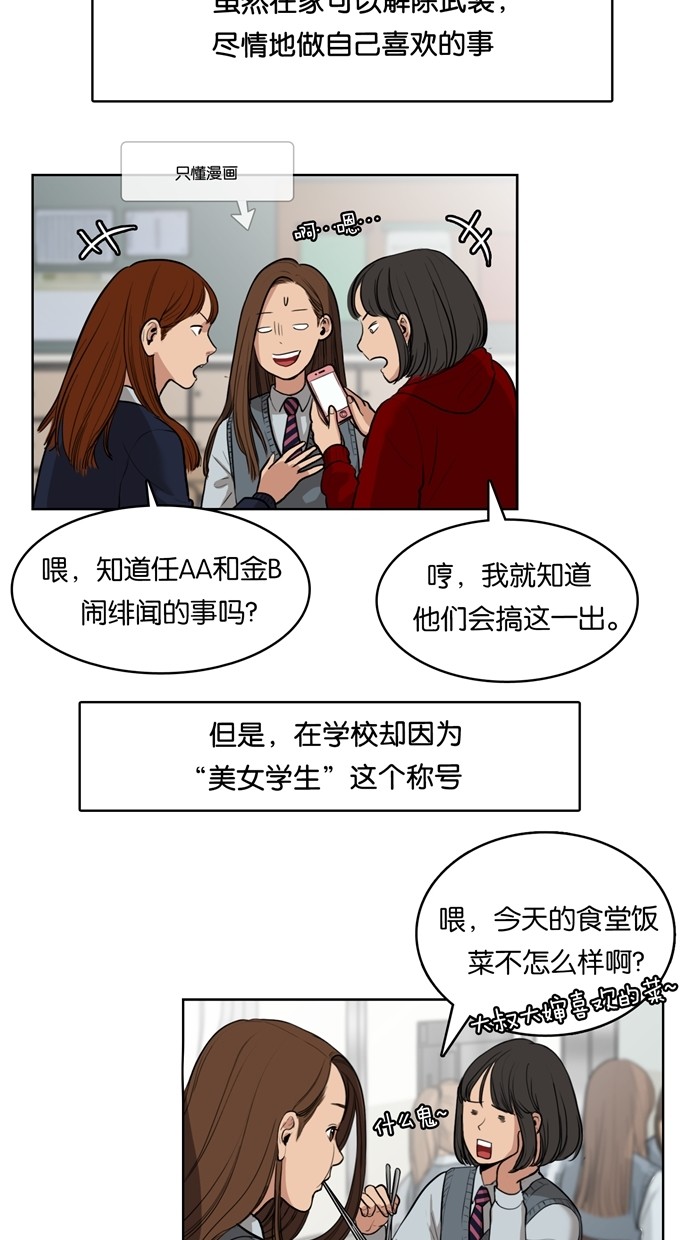 虽然在家可以解除武装，
尽情地做自己喜欢的事
只懂漫画
啊…嗯…
喂，知道任AA和金B
闹绯闻的事吗?
哼，我就知道
他们会搞这一出。
但是，在学校却因为
“美女学生”这个称号
喂，今天的食堂饭
菜不怎么样啊?
大叔大婶喜欢的菜~
什么鬼~